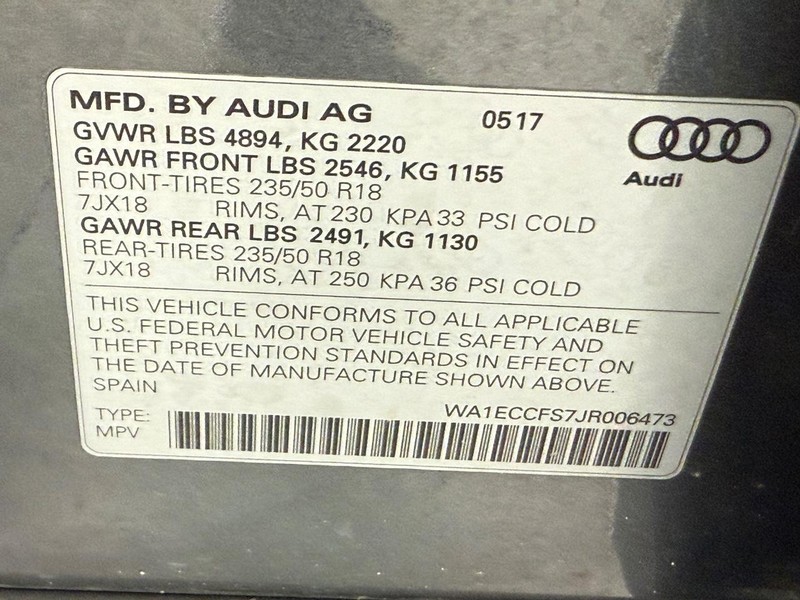 MFD. BY AUDI AG 0517
GVWR LBS 4894, KG 2220
GAWR FRONT LBS 2546, KG 1155
FRONT-TIRES 235/50 R18
7JX18 RIMS, AT 230 KPA 33 PSI COLD
GAWR REAR LBS 2491, KG 1130
REAR-TIRES 235/50 R18
7JX18 RIMS, AT 250 KPA 36 PSI COLD
Audi
THIS VEHICLE CONFORMS TO ALL APPLICABLE
U.S. FEDERAL MOTOR VEHICLE SAFETY AND
THEFT PREVENTION STANDARDS IN EFFECT ON
THE DATE OF MANUFACTURE SHOWN ABOVE.
SPAIN
TYPE: WA1ECCFS7JR006473
MPV